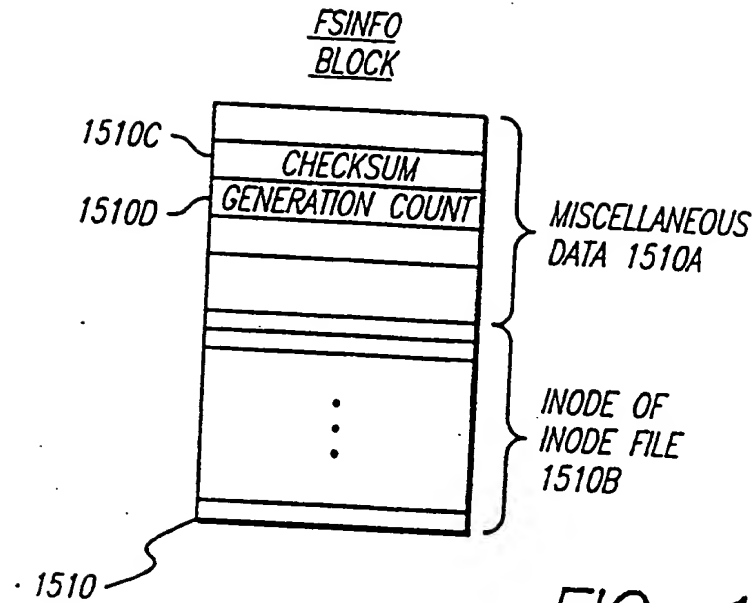 FSINFO
BLOCK
1510C
CHECKSUM
1510D
GENERATION COUNT
MISCELLANEOUS
DATA 1510A
INODE OF
INODE FILE
1510B
1510